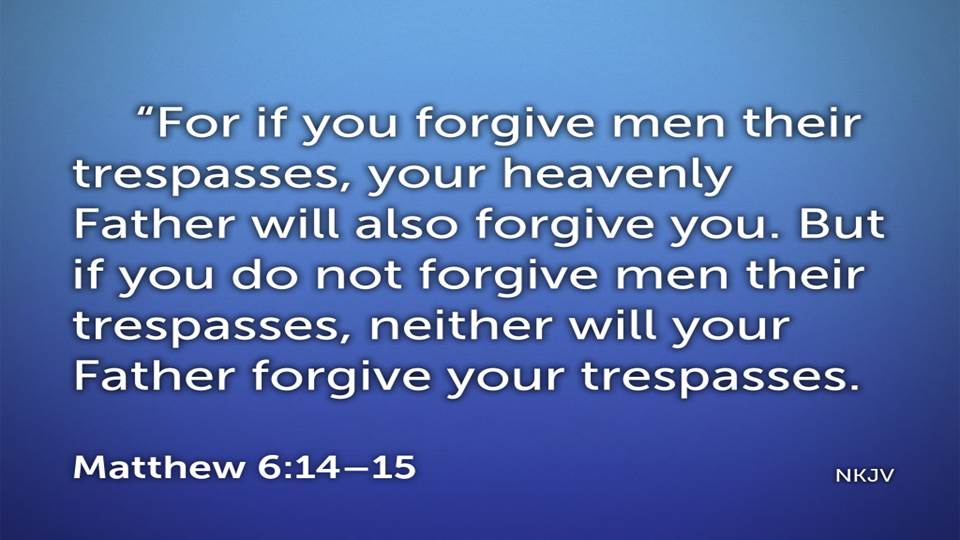 “For if you forgive men their
trespasses, your heavenly
Father will also forgive you. But
if you do not forgive men their
trespasses, neither will your
Father forgive your trespasses.
Matthew 6:14–15
NKJV